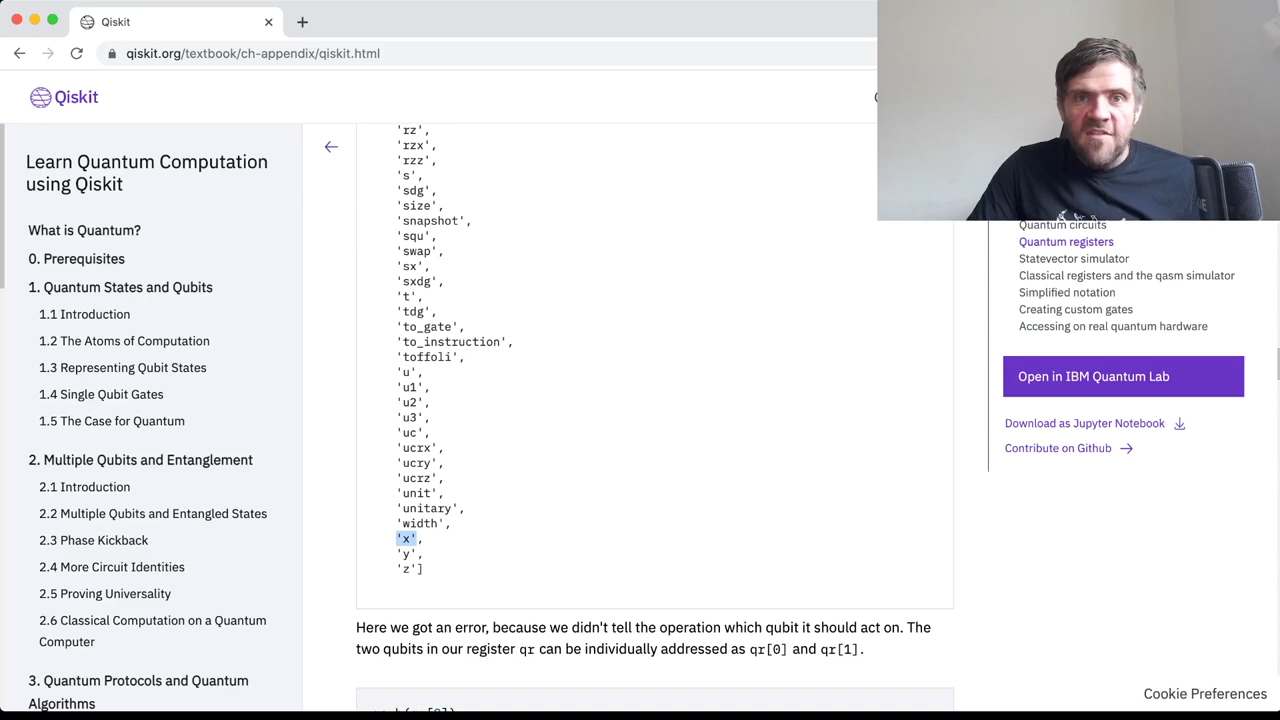 Qiskit
qiskit.org/textbook/ch-appendix/qiskit.html
Qiskit
Learn Quantum Computation
using Qiskit
What is Quantum?
0. Prerequisites
1. Quantum States and Qubits
1.1 Introduction
1.2 The Atoms of Computation
1.3 Representing Qubit States
1.4 Single Qubit Gates
1.5 The Case for Quantum
2. Multiple Qubits and Entanglement
2.1 Introduction
2.2 Multiple Qubits and Entangled States
2.3 Phase Kickback
2.4 More Circuit Identities
2.5 Proving Universality
2.6 Classical Computation on a Quantum
Computer
3. Quantum Protocols and Quantum
Algorithms
'rz',
'rzx',
'rzz',
's',
'sdg',
'size',
'snapshot',
'squ',
'swap',
'sx',
'sxdg',
't',
'tdg',
'to_gate',
'to_instruction',
'toffoli',
'u',
'u1',
'u2',
'u3',
'uc',
'ucrx',
'ucry',
'ucrz',
'unit',
'unitary',
'width',
'x',
'y',
'z']
Here we got an error, because we didn't tell the operation which qubit it should act on. The
two qubits in our register qr can be individually addressed as qr[0] and qr[1].
Quantum circuits
Quantum registers
Statevector simulator
Classical registers and the qasm simulator
Simplified notation
Creating custom gates
Accessing on real quantum hardware
Open in IBM Quantum Lab
Download as Jupyter Notebook
Contribute on Github
Cookie Preferences